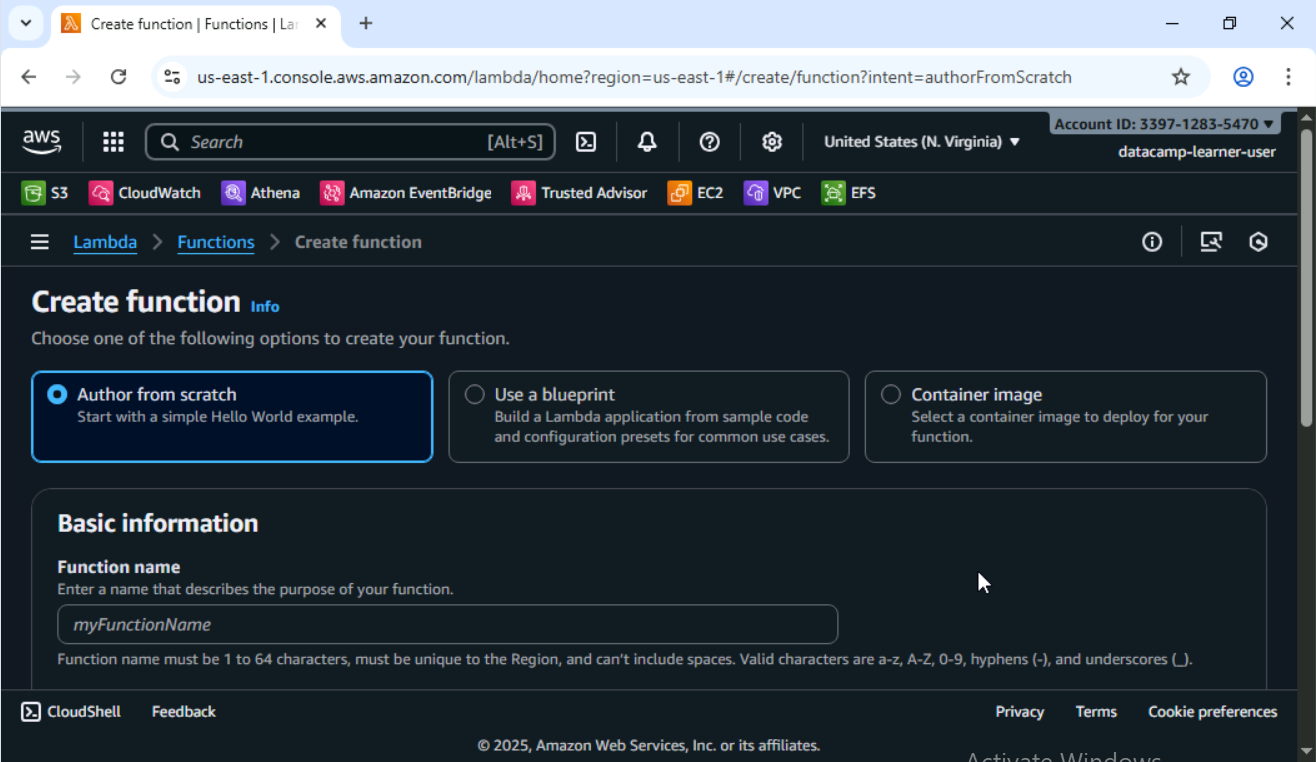 Create function | Functions | La
us-east-1.console.aws.amazon.com/lambda/home?region=us-east-1#/create/function?intent=authorFromScratch
aws
Search [Alt+S]
United States (N. Virginia) ▼
Account ID: 3397-1283-5470 ▼
datacamp-learner-user
S3 CloudWatch Athena Amazon EventBridge Trusted Advisor EC2 VPC EFS
Lambda > Functions > Create function
Create function Info
Choose one of the following options to create your function.
Author from scratch
Start with a simple Hello World example.
Use a blueprint
Build a Lambda application from sample code
and configuration presets for common use cases.
Container image
Select a container image to deploy for your
function.
Basic information
Function name
Enter a name that describes the purpose of your function.
myFunctionName
Function name must be 1 to 64 characters, must be unique to the Region, and can't include spaces. Valid characters are a-z, A-Z, 0-9, hyphens (-), and underscores (_).
CloudShell Feedback Privacy Terms Cookie preferences
© 2025, Amazon Web Services, Inc. or its affiliates.
Activate Windows